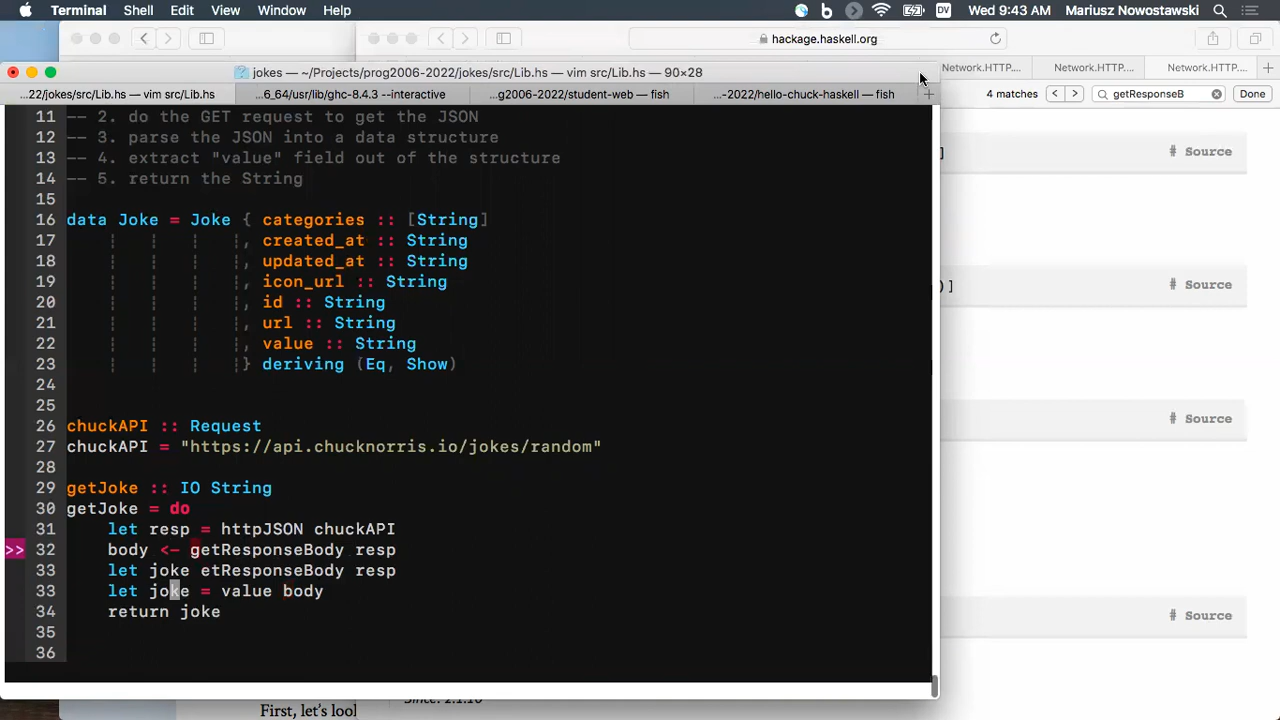 Terminal Shell Edit View Window Help DV Wed 9:43 AM Mariusz Nowostawski
hackage.haskell.org
jokes — ~/Projects/prog2006-2022/jokes/src/Lib.hs — vim src/Lib.hs — 90×28
Network.HTTP.... Network.HTTP.... Network.HTTP....
...22/jokes/src/Lib.hs — vim src/Lib.hs ...6_64/usr/lib/ghc-8.4.3 --interactive ...g2006-2022/student-web — fish ...-2022/hello-chuck-haskell — fish +
4 matches getResponseB Done
11 -- 2. do the GET request to get the JSON
12 -- 3. parse the JSON into a data structure
13 -- 4. extract "value" field out of the structure
14 -- 5. return the String
15
16 data Joke = Joke { categories :: [String]
17 , created_at :: String
18 , updated_at :: String
19 , icon_url :: String
20 , id :: String
21 , url :: String
22 , value :: String
23 } deriving (Eq, Show)
24
25
26 chuckAPI :: Request
27 chuckAPI = "https://api.chucknorris.io/jokes/random"
28
29 getJoke :: IO String
30 getJoke = do
31 let resp = httpJSON chuckAPI
>> 32 body <- getResponseBody resp
33 let joke etResponseBody resp
33 let joke = value body
34 return joke
35
36
]
# Source
)]
# Source
# Source
# Source
Since: 2.1.10
First, let's lool